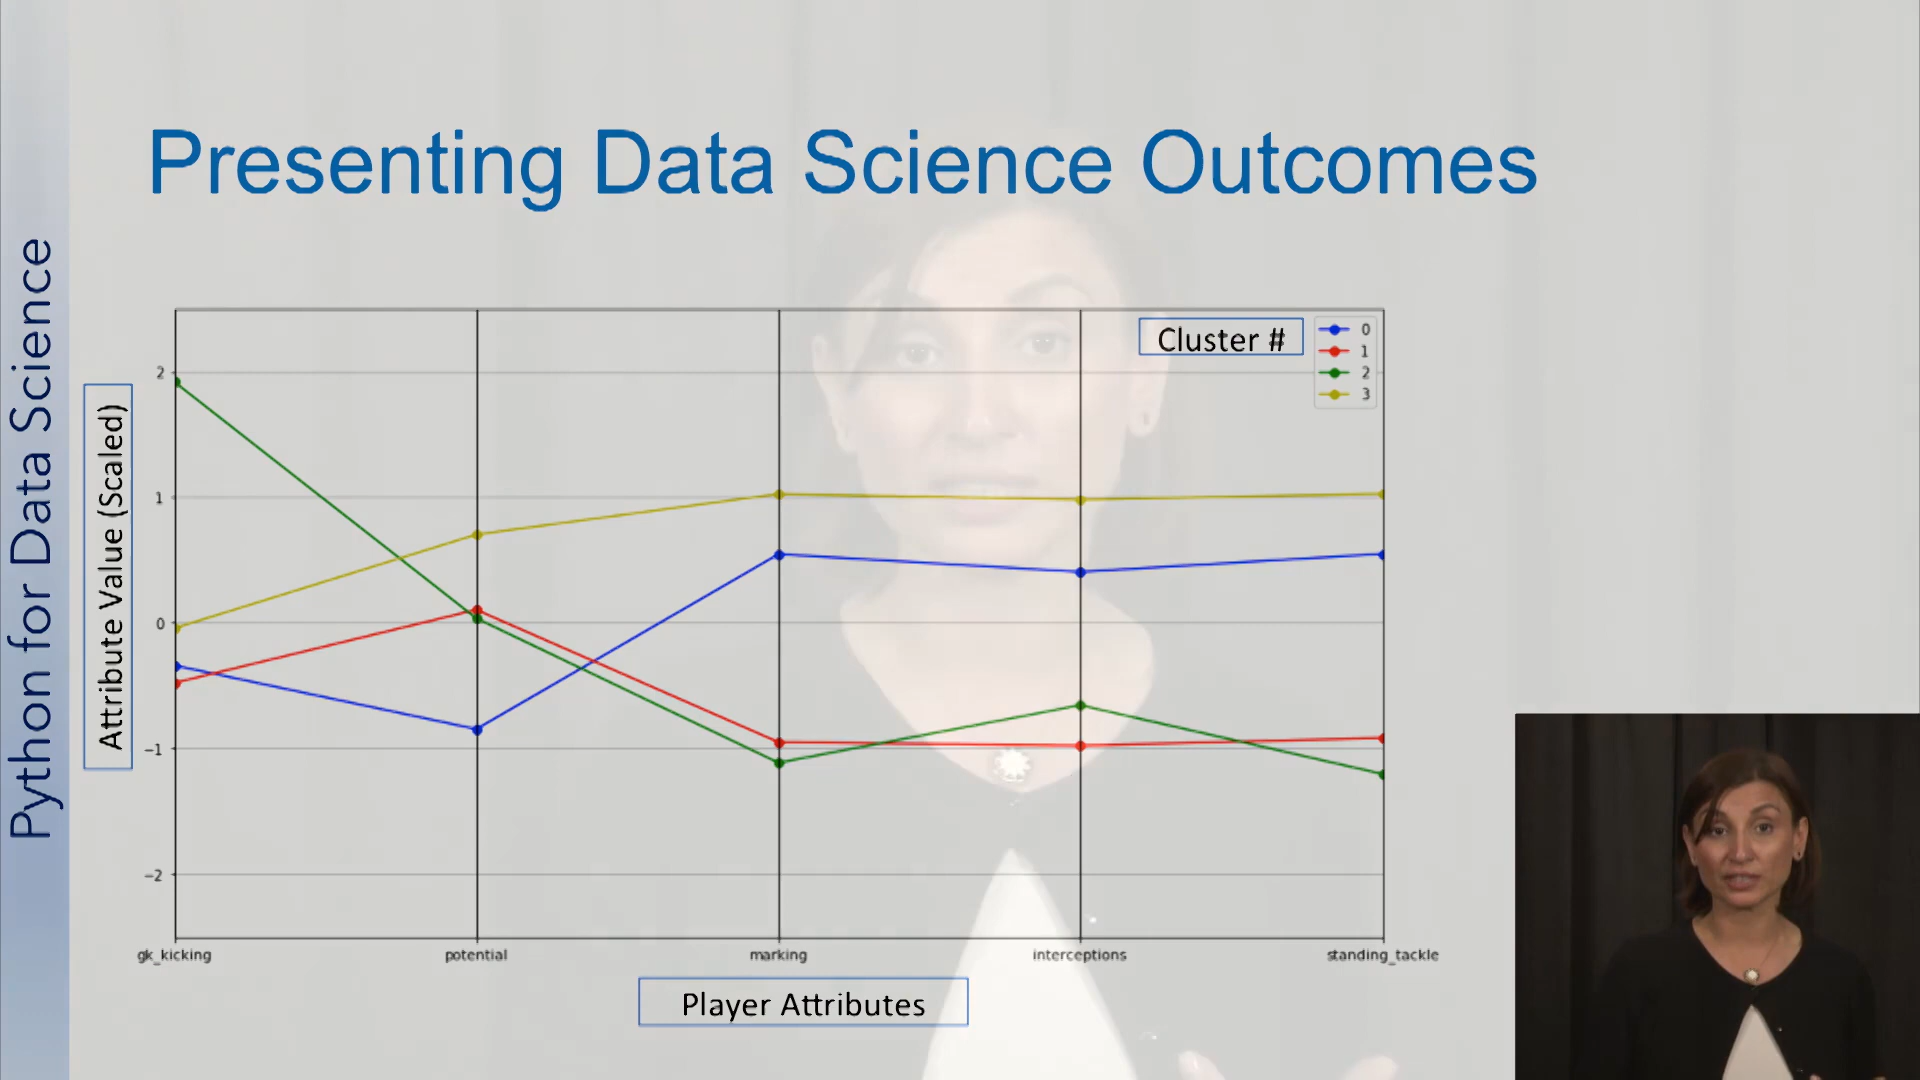 Presenting Data Science Outcomes
Python for Data Science
Cluster #
0
1
2
3
Attribute Value (Scaled)
2
1
0
−1
−2
gk_kicking potential marking interceptions standing_tackle
Player Attributes